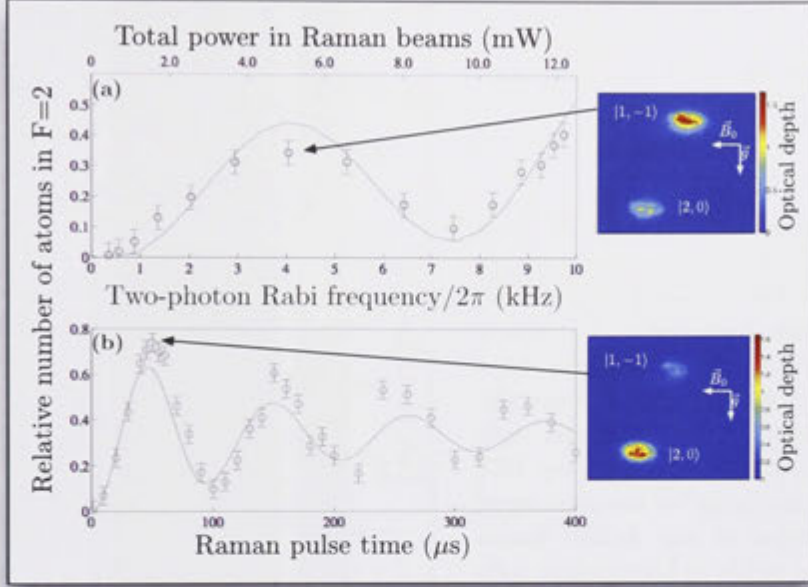 Total power in Raman beams (mW)
0.0 1.0 2.0 4.0 6.0 8.0 11.0 12.0
(a)
Relative number of atoms in F=2
0.5
0.4
0.3
0.2
0.1
0
0 1 2 3 4 5 6 7 8 9 10
Two-photon Rabi frequency/2π (kHz)
|1, −1⟩
B⃗₀
|2, 0⟩
Optical depth
(b)
0.8
0.6
0.4
0.2
0
100 200 300 400
Raman pulse time (μs)
|1, −1⟩
B⃗₀
|2, 0⟩
Optical depth